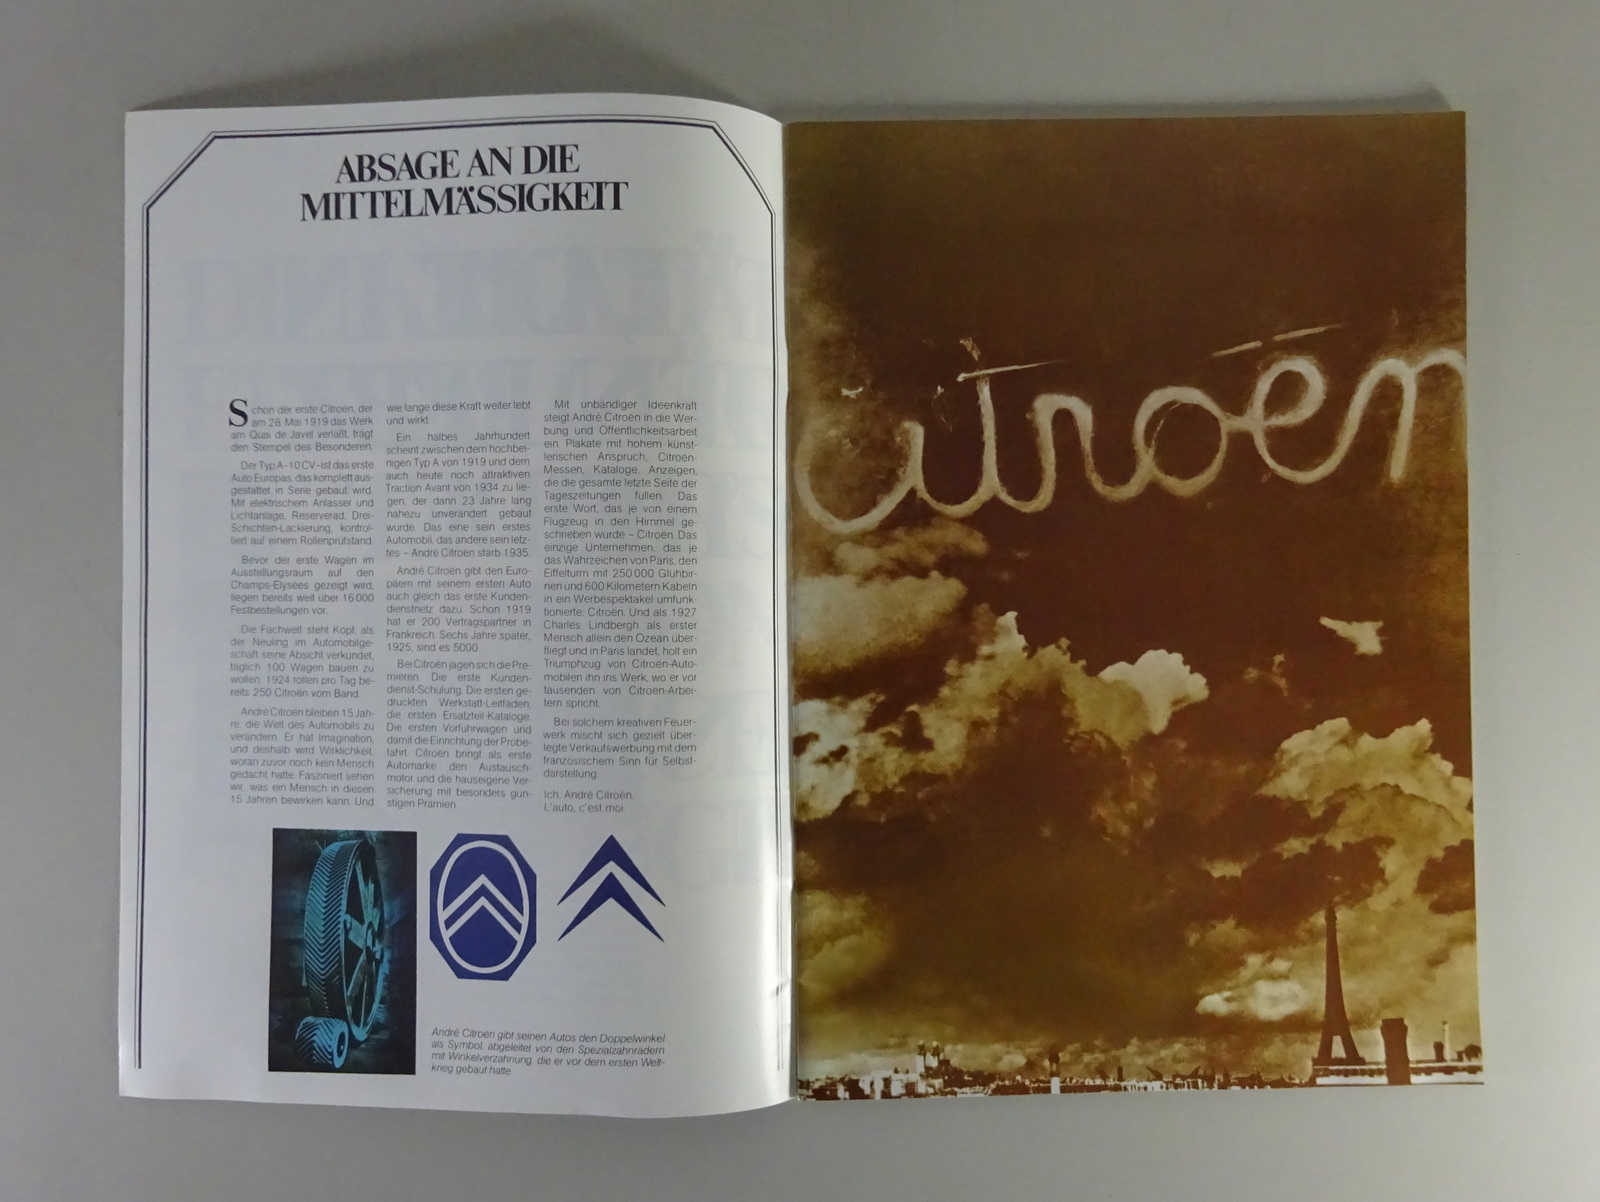 ABSAGE AN DIE
MITTELMÄSSIGKEIT
Schon der erste Citroën, der
am 28. Mai 1919 das Werk
am Quai de Javel verläßt, trägt
den Stempel des Besonderen.
Der Typ A-10 CV-ist das erste
Auto Europas, das komplett aus-
gestattet in Serie gebaut wird.
Mit elektrischem Anlasser und
Lichtanlage, Reserverad, Drei-
Schichten-Lackierung, kontrol-
liert auf einem Rollenprüfstand.
Bevor der erste Wagen im
Ausstellungsraum auf den
Champs-Elysées gezeigt wird,
liegen bereits weit über 16 000
Festbestellungen vor.
Die Fachwelt steht Kopf, als
der Neuling im Automobilge-
schäft seine Absicht verkündet,
täglich 100 Wagen bauen zu
wollen. 1924 rollen pro Tag be-
reits 250 Citroën vom Band.
André Citroën bleiben 15 Jah-
re, die Welt des Automobils zu
verändern. Er hat Imagination,
und deshalb wird Wirklichkeit,
woran zuvor noch kein Mensch
gedacht hatte. Fasziniert sehen
wir, was ein Mensch in diesen
15 Jahren bewirken kann. Und
wie lange diese Kraft weiter lebt
und wirkt.
Ein halbes Jahrhundert
scheint zwischen dem hochbei-
nigen Typ A von 1919 und dem
auch heute noch attraktiven
Traction Avant von 1934 zu lie-
gen, der dann 23 Jahre lang
nahezu unverändert gebaut
wurde. Das eine sein erstes
Automobil, das andere sein letz-
tes – André Citroën starb 1935.
André Citroën gibt den Euro-
päern mit seinem ersten Auto
auch gleich das erste Kunden-
dienstnetz dazu. Schon 1919
hat er 200 Vertragspartner in
Frankreich. Sechs Jahre später,
1925, sind es 5000.
Bei Citroën jagen sich die Pre-
mieren. Die erste Kunden-
dienst-Schulung. Die ersten ge-
druckten Werkstatt-Leitfäden,
die ersten Ersatzteil-Kataloge.
Die ersten Vorführwagen und
damit die Einrichtung der Probe-
fahrt. Citroën bringt als erste
Automarke den Austausch-
motor und die hauseigene Ver-
sicherung mit besonders gün-
stigen Prämien.
Mit unbändiger Ideenkraft
steigt André Citroën in die Wer-
bung und Öffentlichkeitsarbeit
ein. Plakate mit hohem künst-
lerischen Anspruch, Citroën-
Messen, Kataloge, Anzeigen,
die die gesamte letzte Seite der
Tageszeitungen füllen. Das
erste Wort, das je von einem
Flugzeug in den Himmel ge-
schrieben wurde – Citroën. Das
einzige Unternehmen, das je
das Wahrzeichen von Paris, den
Eiffelturm mit 250 000 Glühbir-
nen und 600 Kilometern Kabeln
in ein Werbespektakel umfunk-
tionierte: Citroën. Und als 1927
Charles Lindbergh als erster
Mensch allein den Ozean über-
fliegt und in Paris landet, holt ein
Triumphzug von Citroën-Auto-
mobilen ihn ins Werk, wo er vor
tausenden von Citroën-Arbei-
tern spricht.
Bei solchem kreativen Feuer-
werk mischt sich gezielt über-
legte Verkaufswerbung mit dem
französischem Sinn für Selbst-
darstellung.
Ich, André Citroën.
L'auto, c'est moi.
André Citroën gibt seinen Autos den Doppelwinkel
als Symbol, abgeleitet von den Spezialzahnrädern
mit Winkelverzahnung, die er vor dem ersten Welt-
krieg gebaut hatte.
Citroën